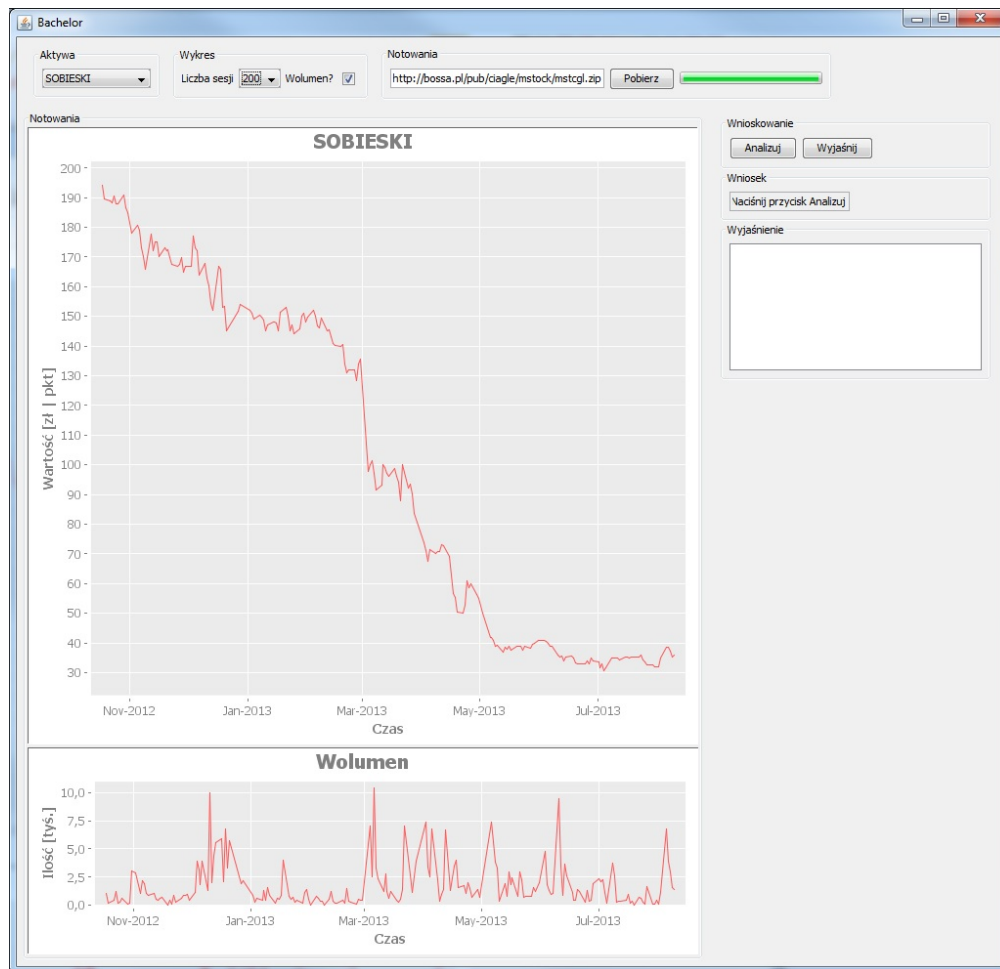 Bachelor
Aktywa
SOBIESKI
Wykres
Liczba sesji 200 Wolumen?
Notowania
http://bossa.pl/pub/ciagle/mstock/mstcgl.zip Pobierz
Notowania
SOBIESKI
200
190
180
170
160
150
140
130
120
110
100
90
80
70
60
50
40
30
Wartość [zł | pkt]
Nov-2012 Jan-2013 Mar-2013 May-2013 Jul-2013
Czas
Wolumen
10,0
7,5
5,0
2,5
0,0
Ilość [tyś.]
Nov-2012 Jan-2013 Mar-2013 May-2013 Jul-2013
Czas
Wnioskowanie
Analizuj Wyjaśnij
Wniosek
Naciśnij przycisk Analizuj
Wyjaśnienie